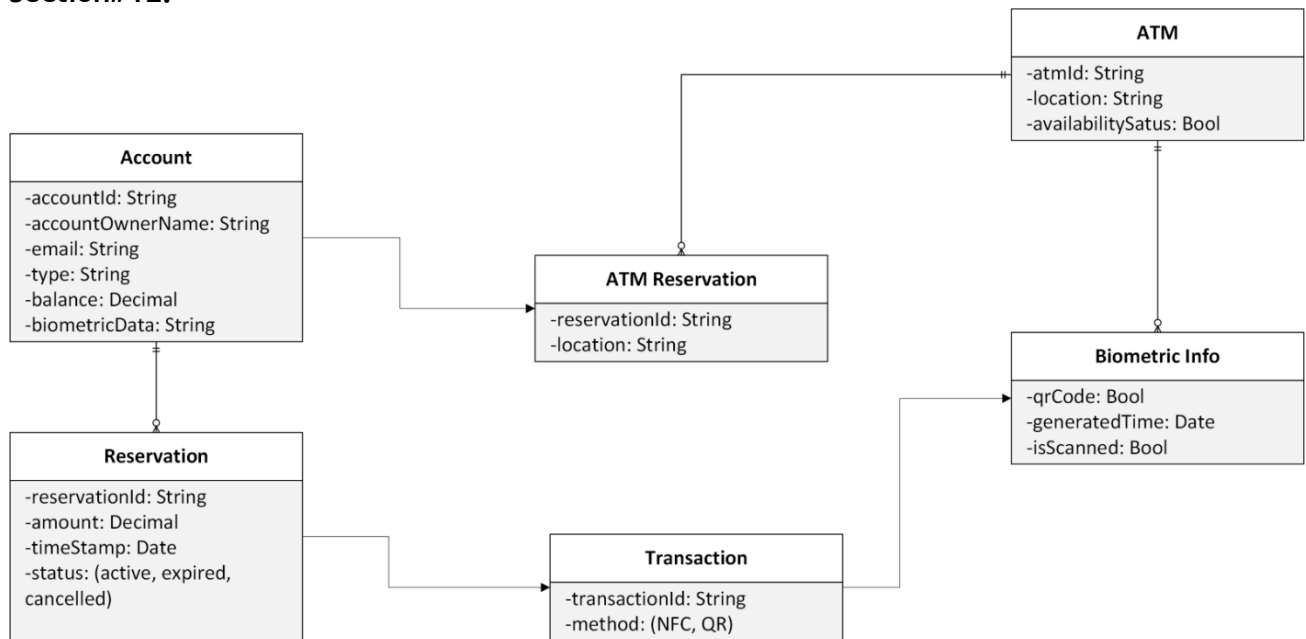 ATM
-atmId: String
-location: String
-availabilitySatus: Bool
Account
-accountId: String
-accountOwnerName: String
-email: String
-type: String
-balance: Decimal
-biometricData: String
ATM Reservation
-reservationId: String
-location: String
Biometric Info
-qrCode: Bool
-generatedTime: Date
-isScanned: Bool
Reservation
-reservationId: String
-amount: Decimal
-timeStamp: Date
-status: (active, expired,
cancelled)
Transaction
-transactionId: String
-method: (NFC, QR)